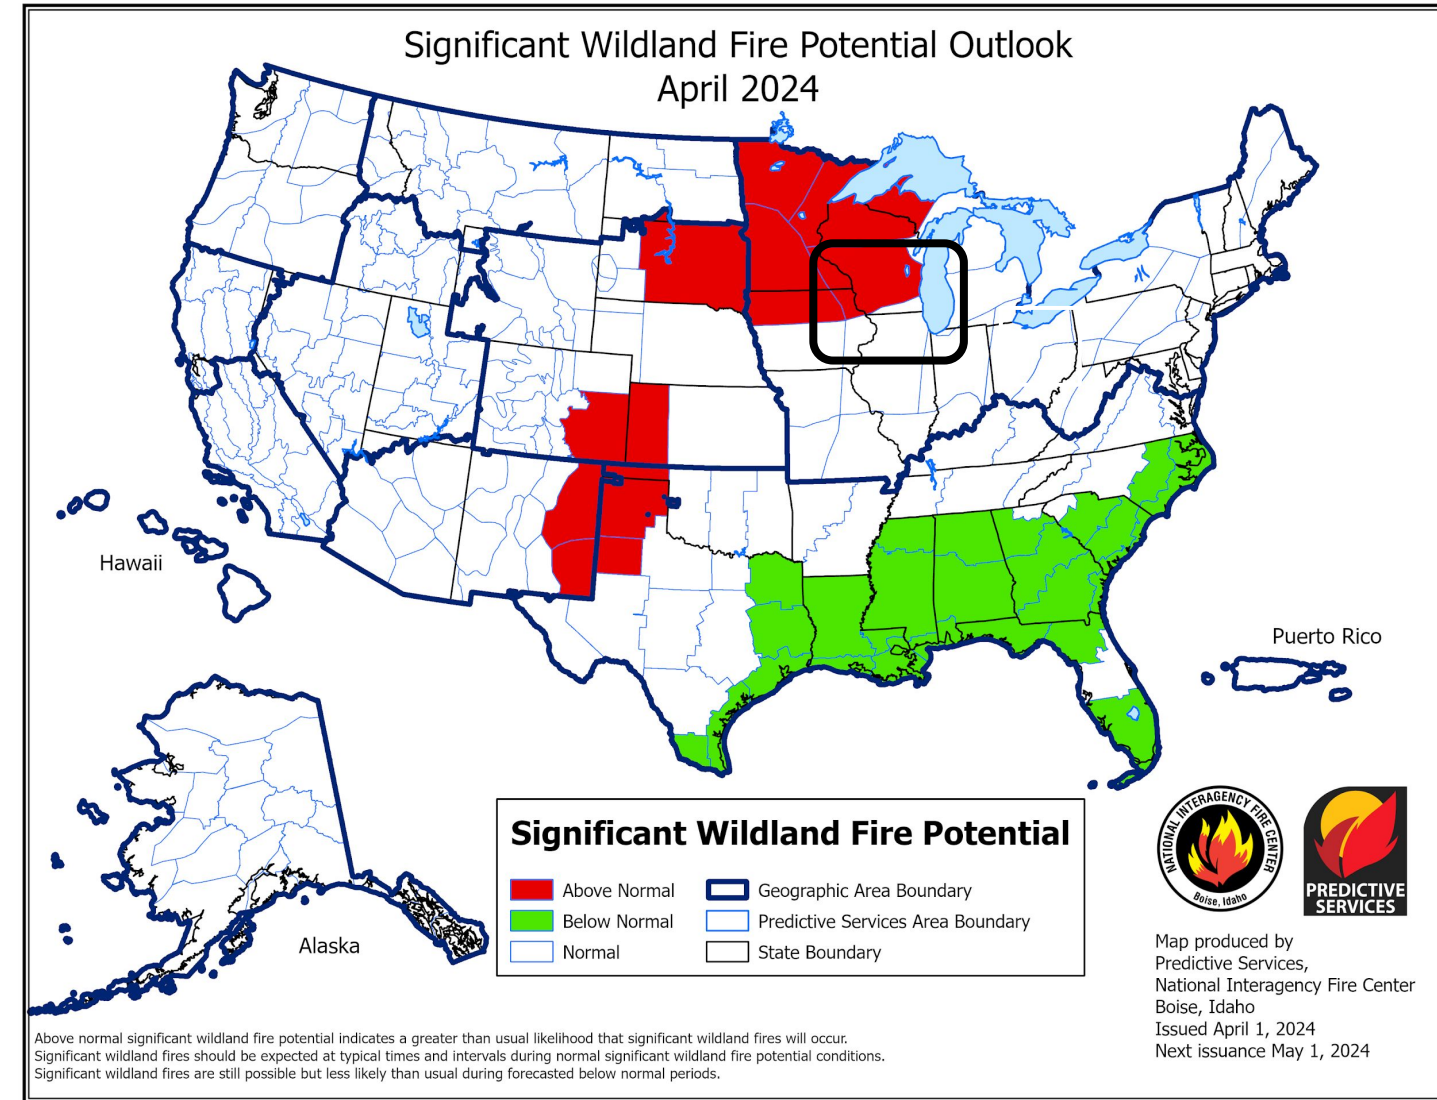 Significant Wildland Fire Potential Outlook
April 2024
Hawaii
Puerto Rico
Alaska
Significant Wildland Fire Potential
Above Normal
Geographic Area Boundary
Below Normal
Predictive Services Area Boundary
Normal
State Boundary
NATIONAL INTERAGENCY FIRE CENTER
Boise, Idaho
PREDICTIVE
SERVICES
Map produced by
Predictive Services,
National Interagency Fire Center
Boise, Idaho
Issued April 1, 2024
Next issuance May 1, 2024
Above normal significant wildland fire potential indicates a greater than usual likelihood that significant wildland fires will occur.
Significant wildland fires should be expected at typical times and intervals during normal significant wildland fire potential conditions.
Significant wildland fires are still possible but less likely than usual during forecasted below normal periods.